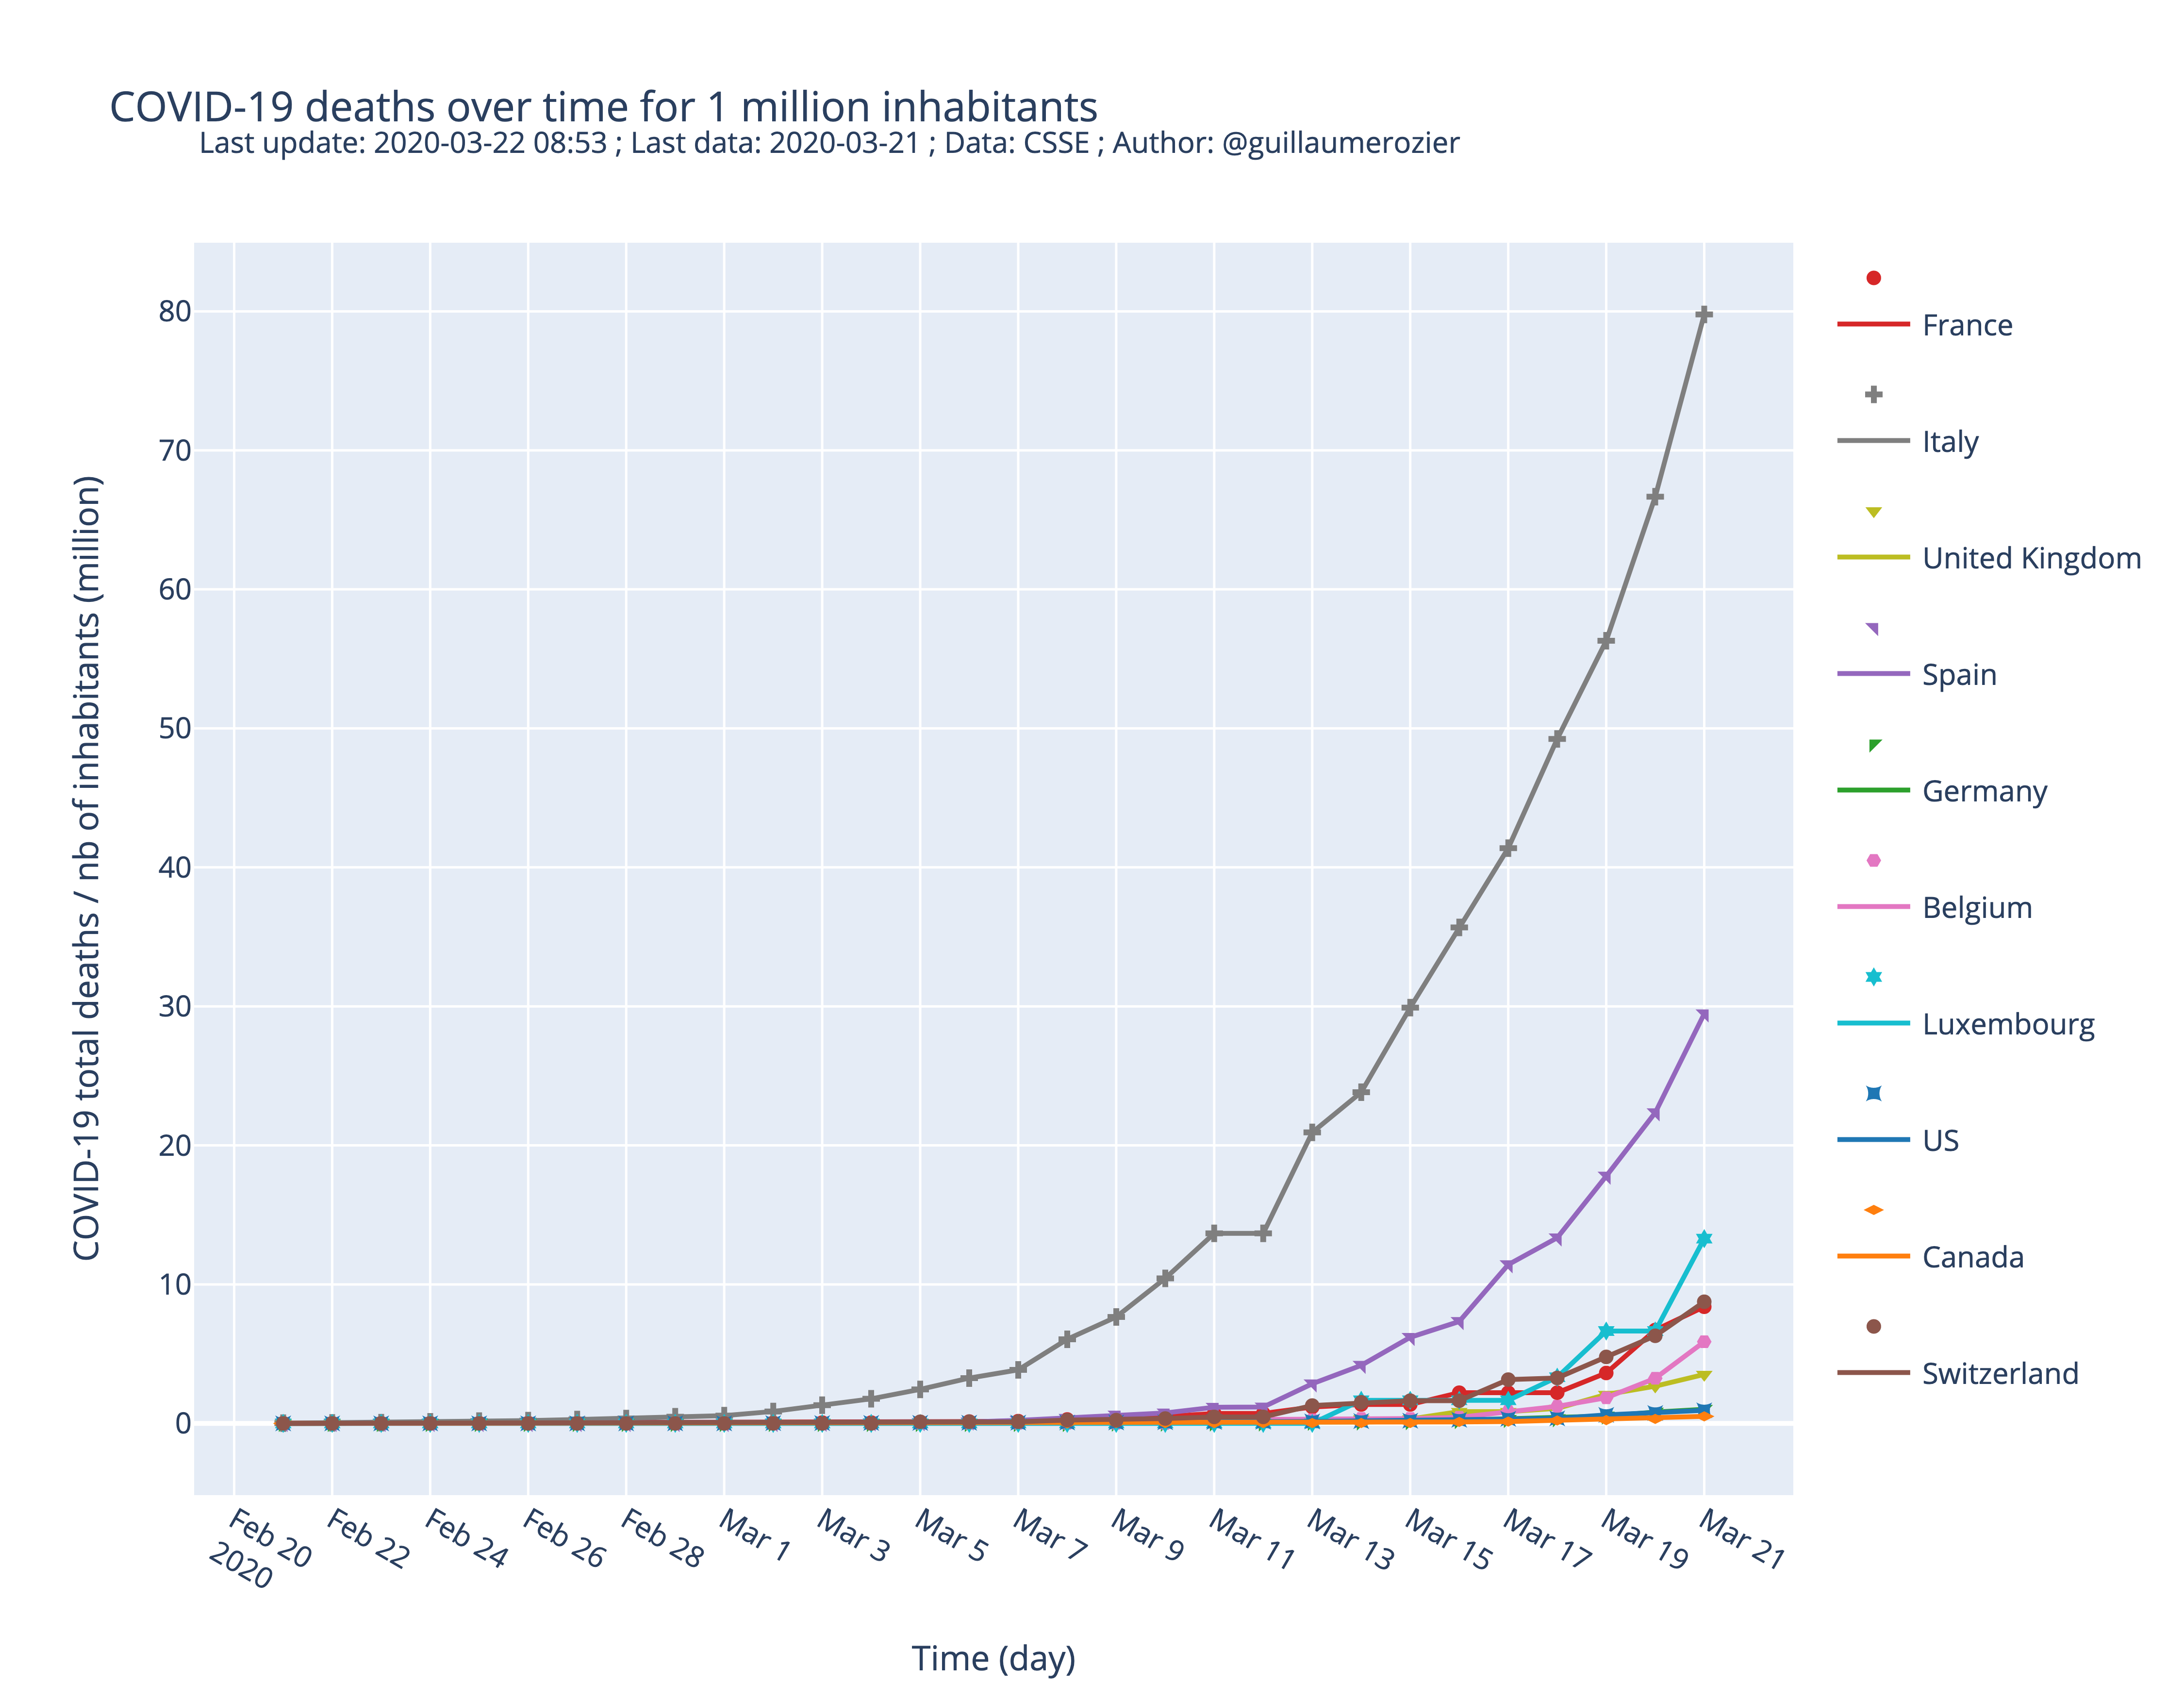 COVID-19 deaths over time for 1 million inhabitants
Last update: 2020-03-22 08:53 ; Last data: 2020-03-21 ; Data: CSSE ; Author: @guillaumerozier
COVID-19 total deaths / nb of inhabitants (million)
80
70
60
50
40
30
20
10
0
Feb 20
2020
Feb 22
Feb 24
Feb 26
Feb 28
Mar 1
Mar 3
Mar 5
Mar 7
Mar 9
Mar 11
Mar 13
Mar 15
Mar 17
Mar 19
Mar 21
Time (day)
France
Italy
United Kingdom
Spain
Germany
Belgium
Luxembourg
US
Canada
Switzerland